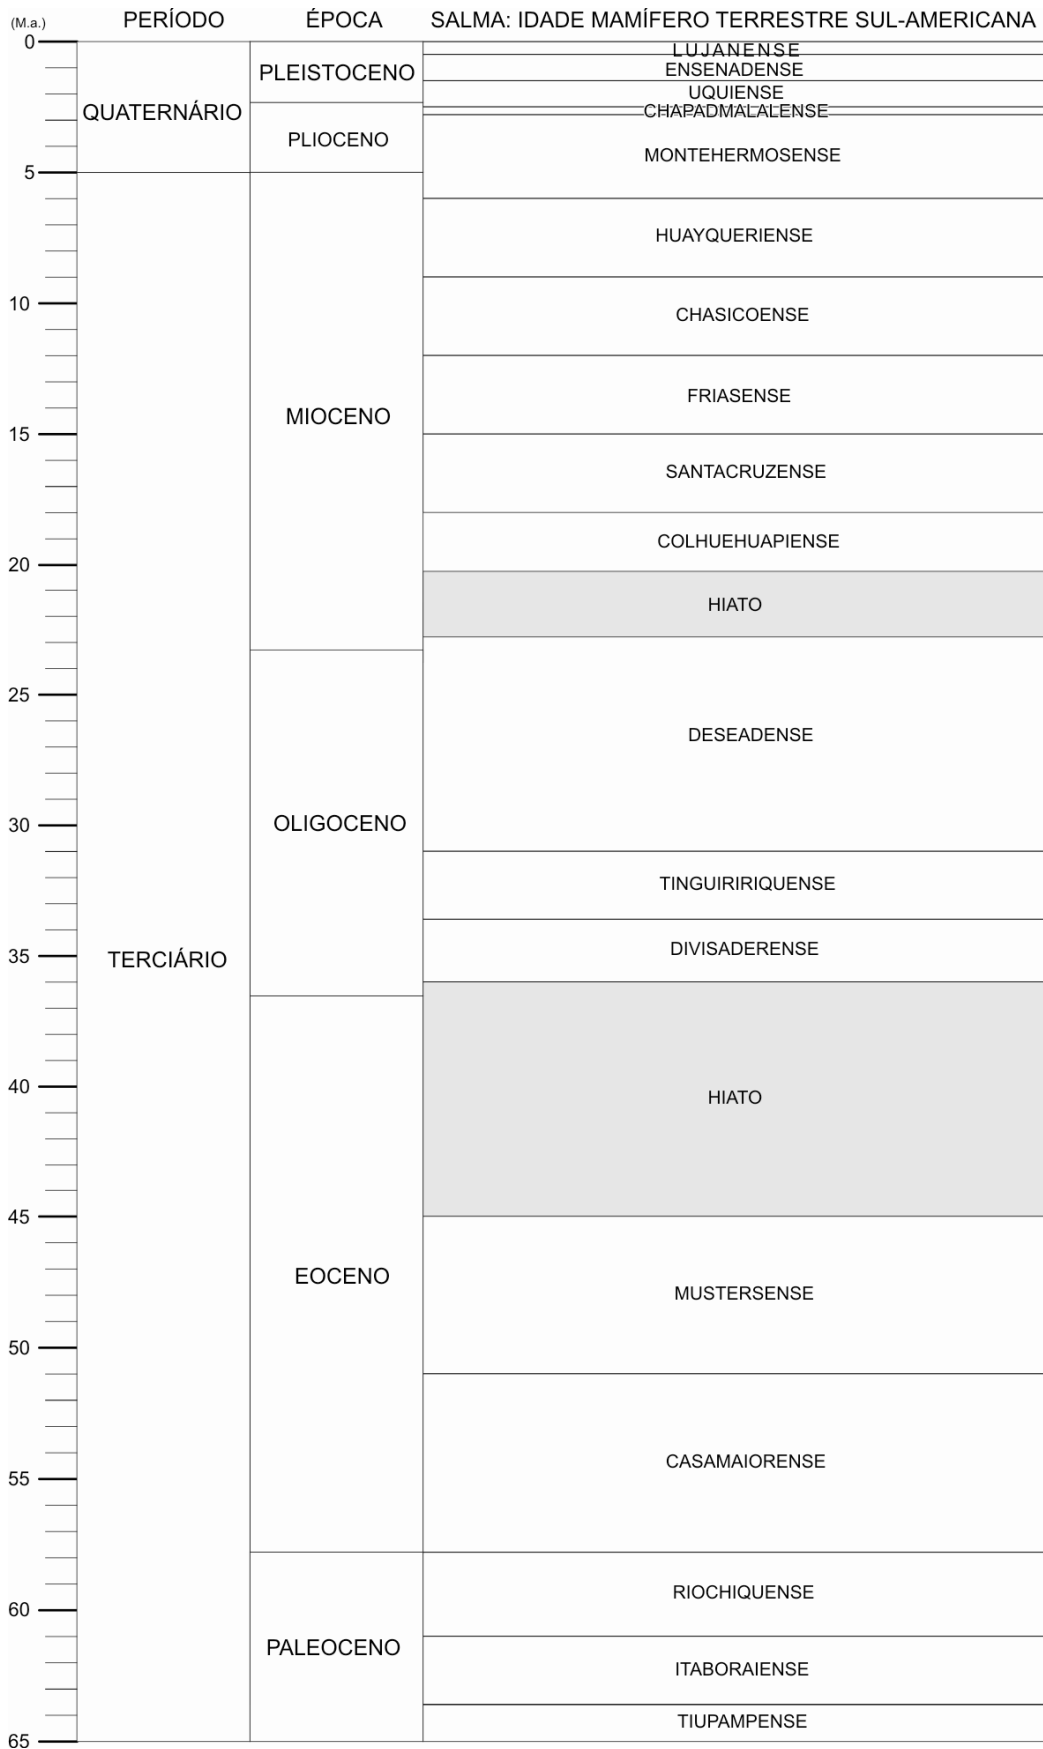 (M.a.) PERÍODO ÉPOCA SALMA: IDADE MAMÍFERO TERRESTRE SUL-AMERICANA
0
LUJANENSE
PLEISTOCENO
ENSENADENSE
UQUIENSE
QUATERNÁRIO
CHAPADMALALENSE
PLIOCENO
MONTEHERMOSENSE
5
HUAYQUERIENSE
10
CHASICOENSE
FRIASENSE
MIOCENO
15
SANTACRUZENSE
COLHUEHUAPIENSE
20
HIATO
25
DESEADENSE
OLIGOCENO
30
TINGUIRIRIQUENSE
DIVISADERENSE
35
TERCIÁRIO
40
HIATO
45
EOCENO
MUSTERSENSE
50
CASAMAIORENSE
55
RIOCHIQUENSE
60
PALEOCENO
ITABORAIENSE
TIUPAMPENSE
65